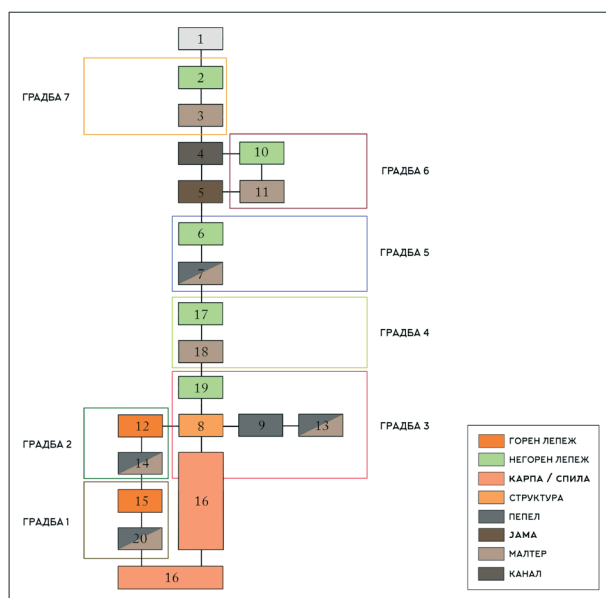 1
2
ГРАДБА 7
3
4
10
ГРАДБА 6
5
11
6
ГРАДБА 5
7
17
ГРАДБА 4
18
19
12
8
9
13
ГРАДБА 3
ГРАДБА 2
14
15
16
ГРАДБА 1
20
16
ГОРЕН ЛЕПЕЖ
НЕГОРЕН ЛЕПЕЖ
КАРПА / СПИЛА
СТРУКТУРА
ПЕПЕЛ
ЈАМА
МАЛТЕР
КАНАЛ